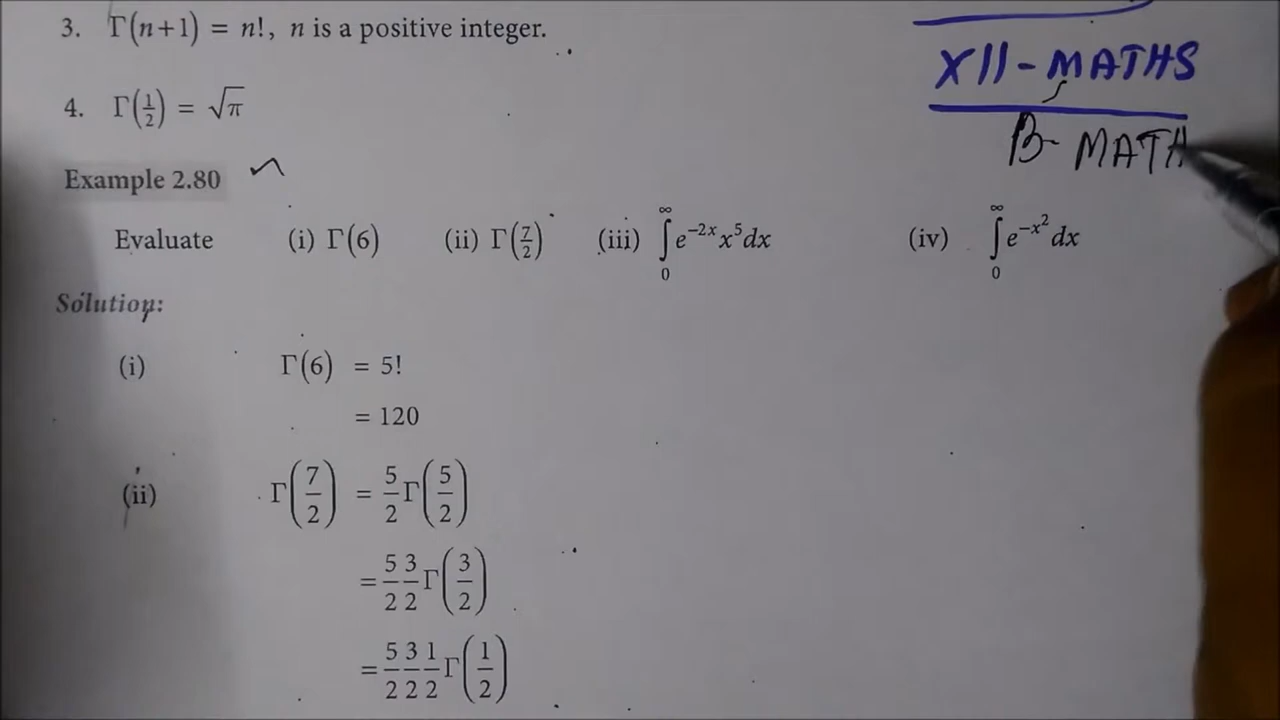 3. Γ(n+1) = n!, n is a positive integer.
XII - MATHS
4. Γ(1/2) = √π
B - MATH
Example 2.80
Evaluate (i) Γ(6) (ii) Γ(7/2) (iii) ∫₀^∞ e^{-2x} x^5 dx (iv) ∫₀^∞ e^{-x^2} dx
Solution:
(i) Γ(6) = 5!
= 120
(ii) Γ(7/2) = 5/2 Γ(5/2)
= 5/2 3/2 Γ(3/2)
= 5/2 3/2 1/2 Γ(1/2)